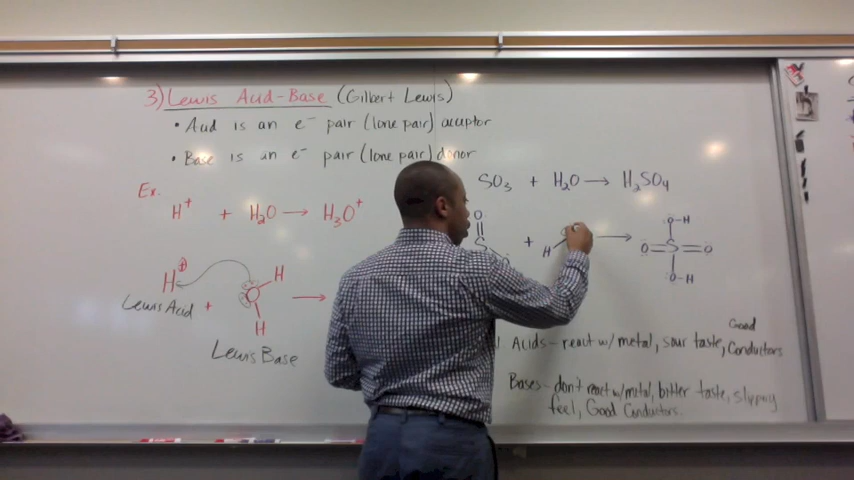 3) Lewis Acid-Base (Gilbert Lewis)
• Acid is an e⁻ pair (lone pair) acceptor
• Base is an e⁻ pair (lone pair) donor
Ex.
H⁺ + H₂O → H₃O⁺
SO₃ + H₂O → H₂SO₄
H⊕
Lewis Acid +
O H
H
→
Lewis Base
O
S
O
+ H
→
O-H
O=S=O
O-H
Acids - react w/ metal, sour taste, Good Conductors
Bases - don't react w/metal, bitter taste, slippery
feel, Good Conductors.